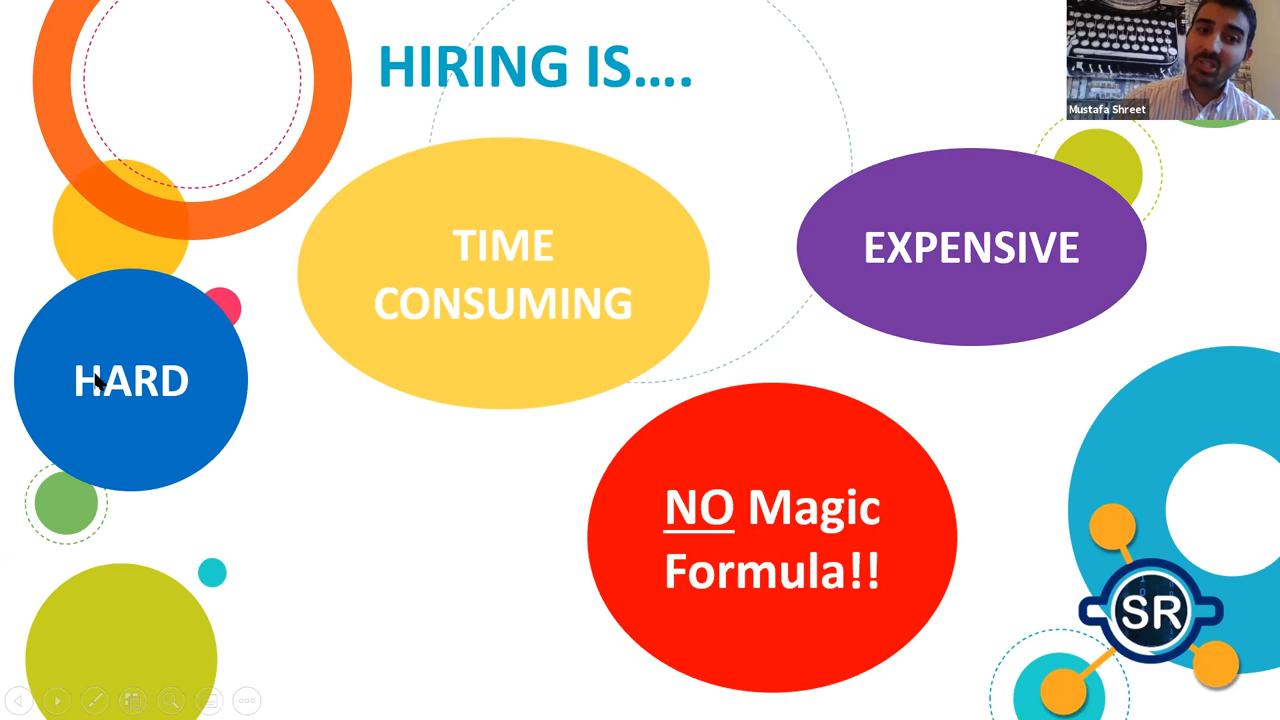 HIRING IS....
Mustafa Shreet
TIME
CONSUMING
EXPENSIVE
HARD
NO Magic
Formula!!
SR